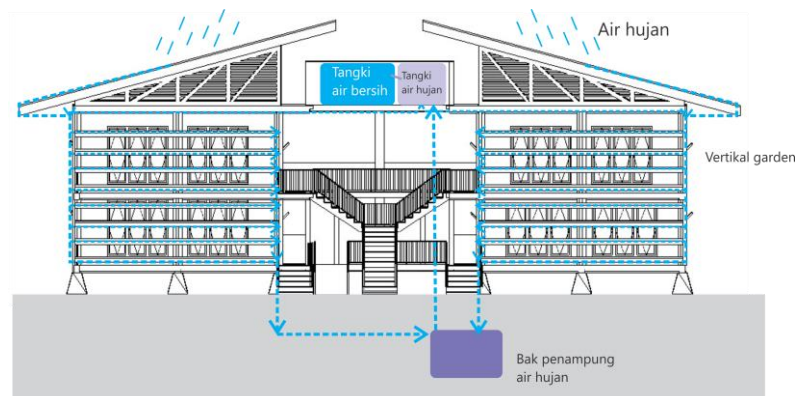 Air hujan
Tangki
air bersih
Tangki
air hujan
Vertikal garden
Bak penampung
air hujan